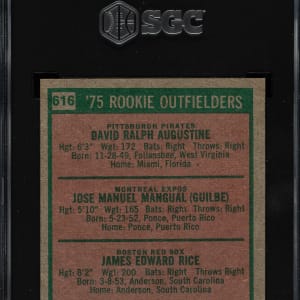 SGC
616
'75 ROOKIE OUTFIELDERS
PITTSBURGH PIRATES
DAVID RALPH AUGUSTINE
Hgt: 6'3" Wgt: 172 Bats: Right Throws: Right
Born: 11-28-49, Follansbee, West Virginia
Home: Miami, Florida
MONTREAL EXPOS
JOSE MANUEL MANGUAL (GUILBE)
Hgt: 5'10" Wgt: 165 Bats: Right Throws: Right
Born: 5-23-52, Ponce, Puerto Rico
Home: Ponce, Puerto Rico
BOSTON RED SOX
JAMES EDWARD RICE
Hgt: 6'2" Wgt: 200 Bats: Right Throws: Right
Born: 3-8-53, Anderson, South Carolina
Home: Anderson, South Carolina